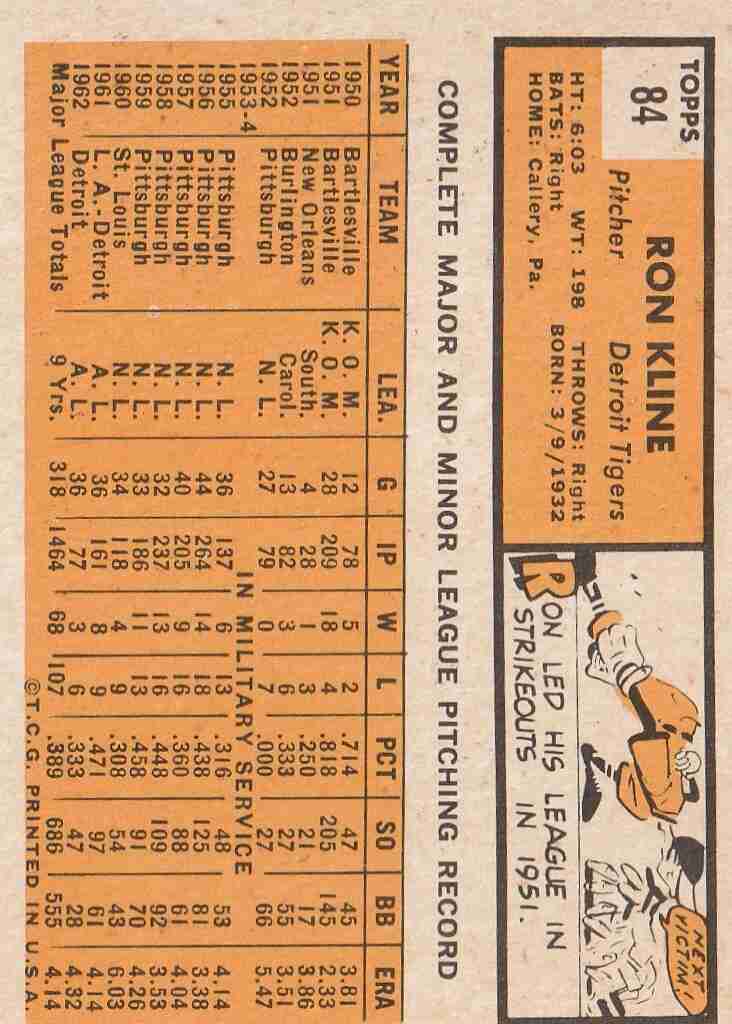 TOPPS
84
RON KLINE
Pitcher Detroit Tigers
HT: 6:03 WT: 198 THROWS: Right
BATS: Right BORN: 3/9/1932
HOME: Callery, Pa.
NEXT VICTIM!
RON LED HIS LEAGUE IN
STRIKEOUTS IN 1951.
COMPLETE MAJOR AND MINOR LEAGUE PITCHING RECORD
YEAR TEAM LEA. G IP W L PCT SO BB ERA
1950 Bartlesville K. O. M. 12 78 5 2 .714 47 45 3.81
1951 Bartlesville K. O. M. 28 209 18 4 .818 205 145 2.33
1951 New Orleans South. 4 28 1 3 .250 21 17 3.86
1952 Burlington Carol. 13 82 3 6 .333 27 55 3.51
1952 Pittsburgh N. L. 27 79 0 7 .000 27 66 5.47
1953-4 IN MILITARY SERVICE
1955 Pittsburgh N. L. 36 137 6 13 .316 48 53 4.14
1956 Pittsburgh N. L. 44 264 14 18 .438 125 81 3.38
1957 Pittsburgh N. L. 40 205 9 16 .360 88 61 4.04
1958 Pittsburgh N. L. 32 237 13 16 .448 109 92 3.53
1959 Pittsburgh N. L. 33 186 11 13 .458 91 70 4.26
1960 St. Louis N. L. 34 118 4 9 .308 54 43 6.03
1961 L. A.-Detroit A. L. 36 161 8 9 .471 97 61 4.14
1962 Detroit A. L. 36 77 3 6 .333 47 28 4.32
Major League Totals 9 Yrs. 318 1464 68 107 .389 686 555 4.14
©T.C.G. PRINTED IN U.S.A.